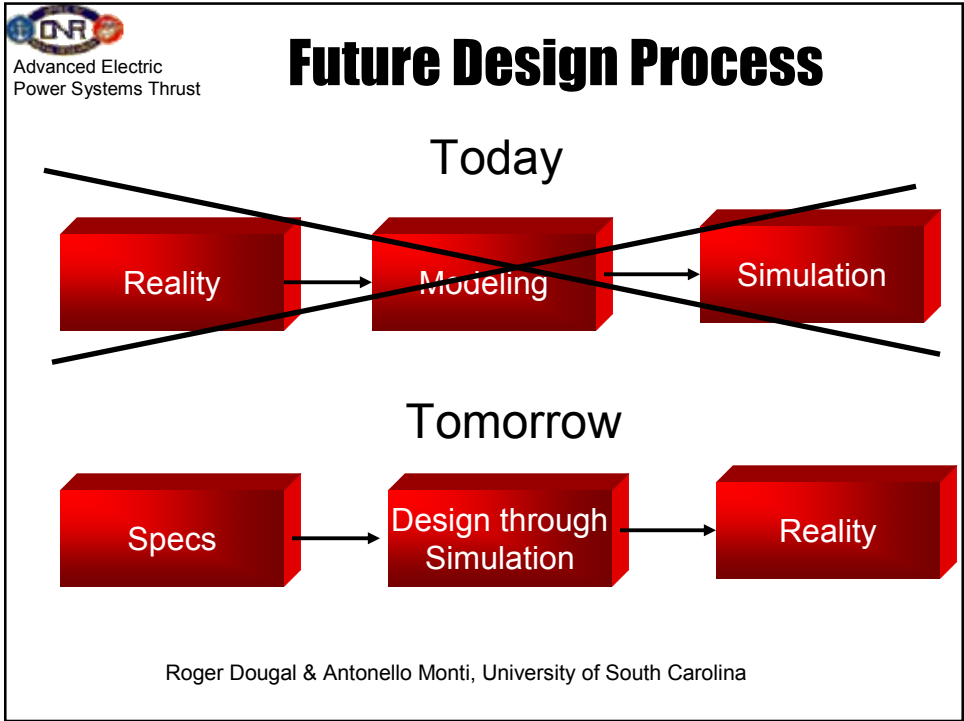 ONR
Advanced Electric
Power Systems Thrust
Future Design Process
Today
Reality
Modeling
Simulation
Tomorrow
Specs
Design through
Simulation
Reality
Roger Dougal & Antonello Monti, University of South Carolina